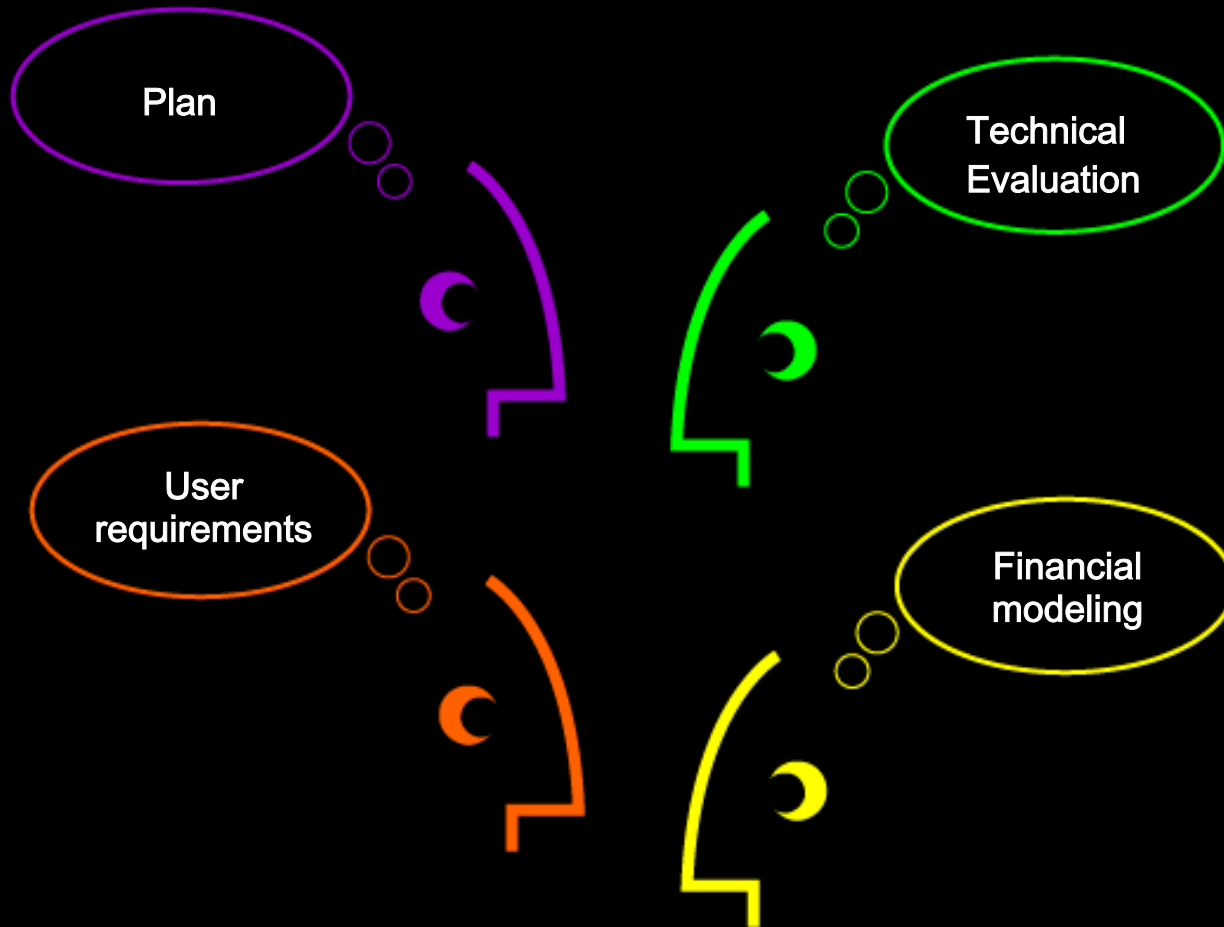 Plan
Technical
Evaluation
User
requirements
Financial
modeling